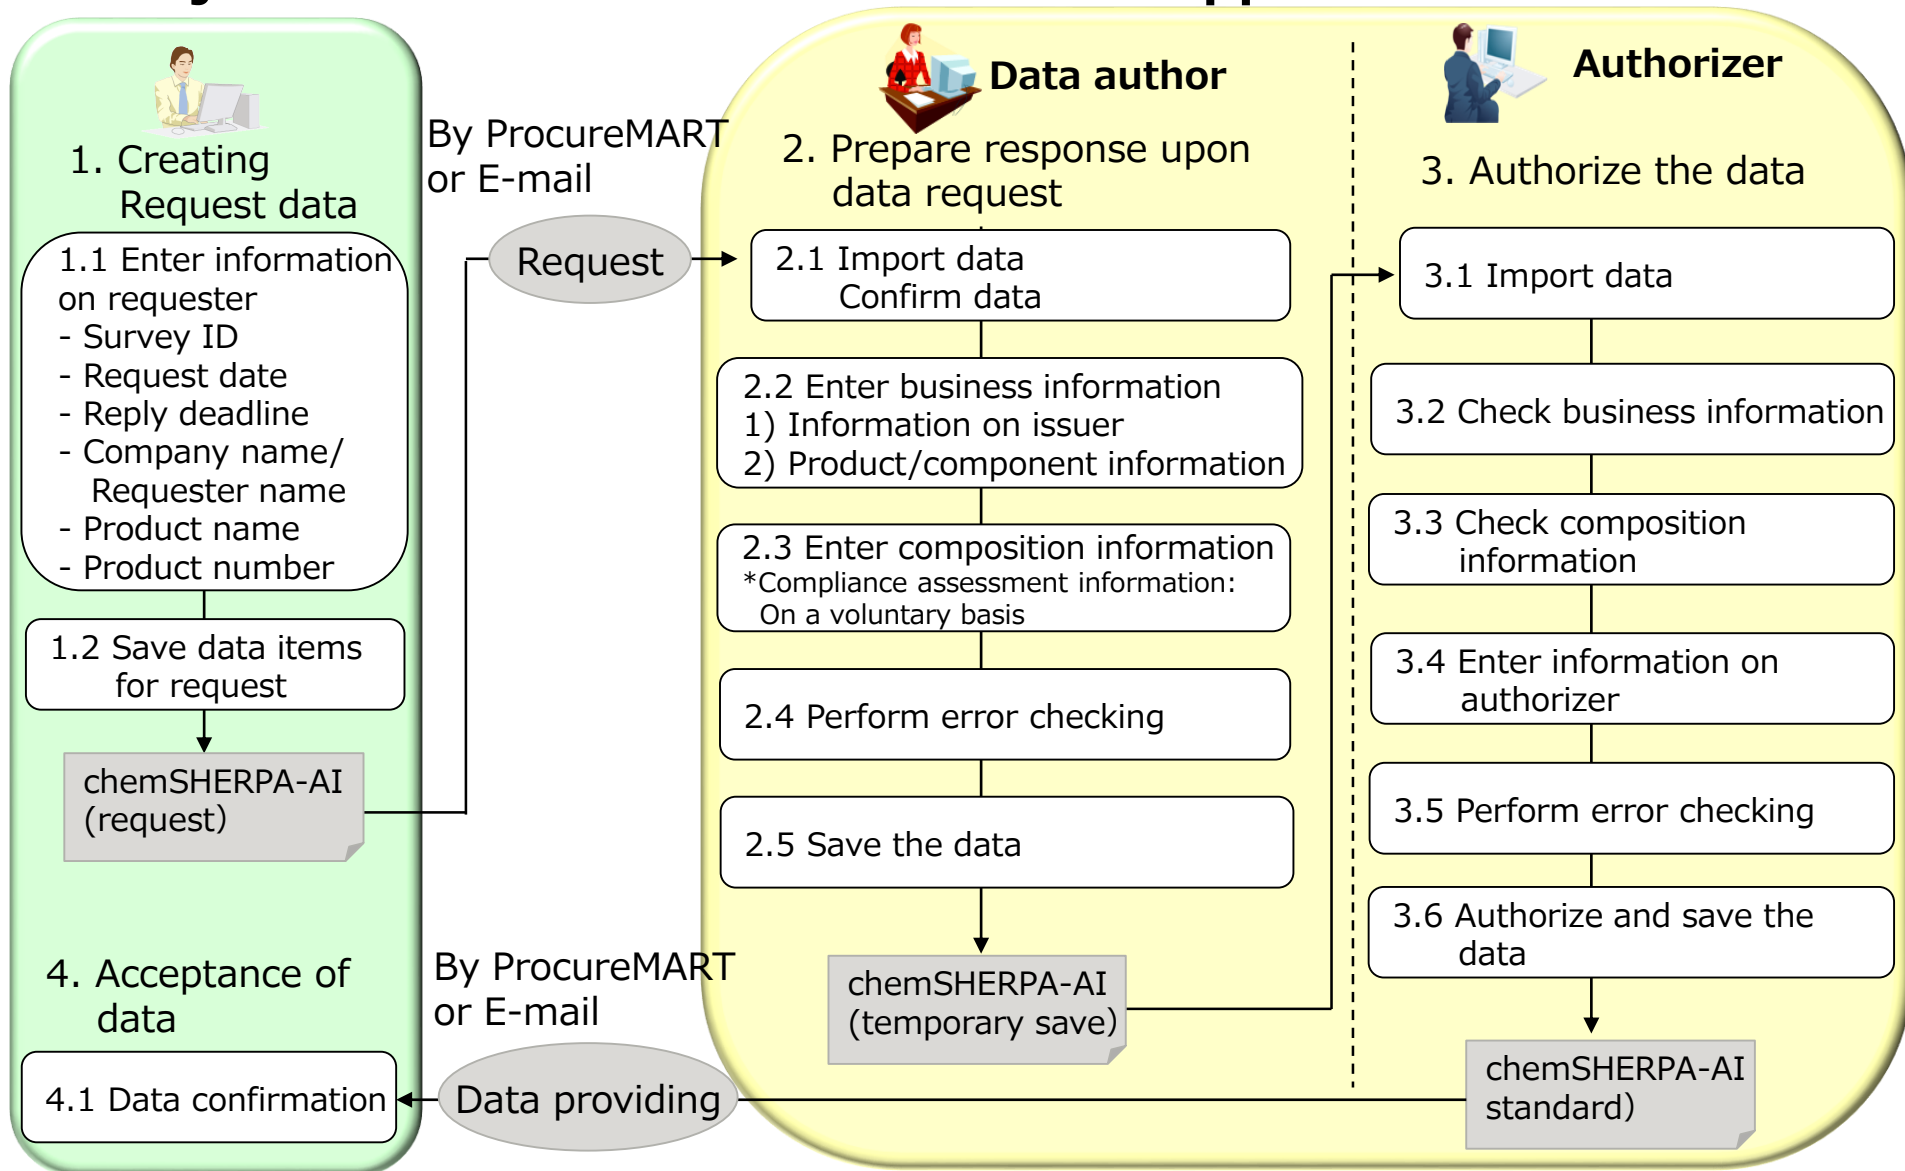 1. Creating
Request data
1.1 Enter information
on requester
- Survey ID
- Request date
- Reply deadline
- Company name/
Requester name
- Product name
- Product number
1.2 Save data items
for request
chemSHERPA-AI
(request)
By ProcureMART
or E-mail
Request
Data author
2. Prepare response upon
data request
2.1 Import data
Confirm data
2.2 Enter business information
1) Information on issuer
2) Product/component information
2.3 Enter composition information
*Compliance assessment information:
On a voluntary basis
2.4 Perform error checking
2.5 Save the data
chemSHERPA-AI
(temporary save)
Authorizer
3. Authorize the data
3.1 Import data
3.2 Check business information
3.3 Check composition
information
3.4 Enter information on
authorizer
3.5 Perform error checking
3.6 Authorize and save the
data
chemSHERPA-AI
standard)
By ProcureMART
or E-mail
Data providing
4. Acceptance of
data
4.1 Data confirmation